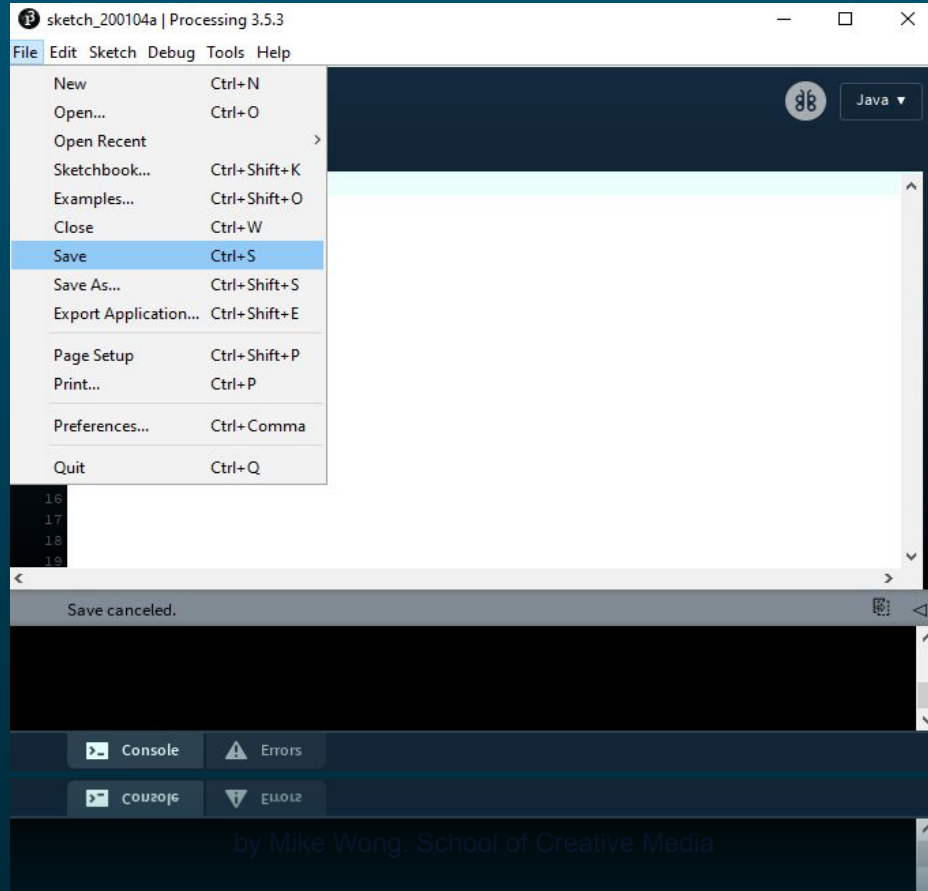 sketch_200104a | Processing 3.5.3
File Edit Sketch Debug Tools Help
New Ctrl+N
Open... Ctrl+O
Java ▼
Open Recent >
Sketchbook... Ctrl+Shift+K
Examples... Ctrl+Shift+O
Close Ctrl+W
Save Ctrl+S
Save As... Ctrl+Shift+S
Export Application... Ctrl+Shift+E
Page Setup Ctrl+Shift+P
Print... Ctrl+P
Preferences... Ctrl+Comma
Quit Ctrl+Q
16
17
18
19
Save canceled.
Console Errors
Console Errors
by Mike Wong. School of Creative Media